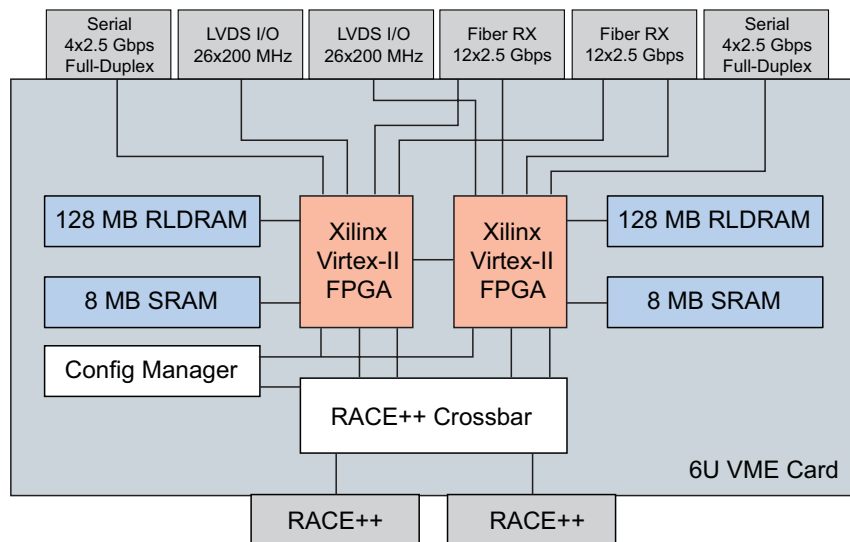 Serial
4x2.5 Gbps
Full-Duplex
LVDS I/O
26x200 MHz
LVDS I/O
26x200 MHz
Fiber RX
12x2.5 Gbps
Fiber RX
12x2.5 Gbps
Serial
4x2.5 Gbps
Full-Duplex
128 MB RLDRAM
8 MB SRAM
Config Manager
Xilinx
Virtex-II
FPGA
Xilinx
Virtex-II
FPGA
128 MB RLDRAM
8 MB SRAM
RACE++ Crossbar
6U VME Card
RACE++
RACE++